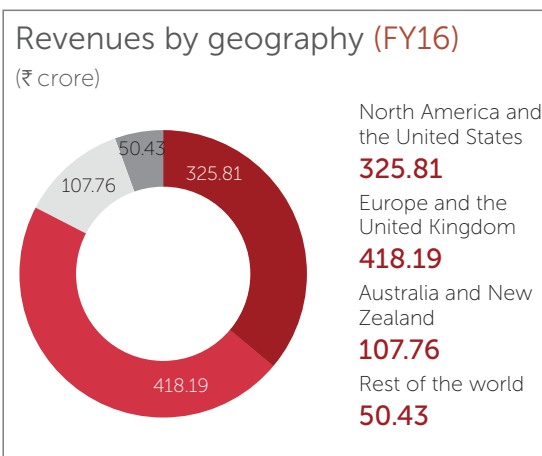 Revenues by geography (FY16)
(₹ crore)
50.43
325.81
107.76
418.19
North America and
the United States
325.81
Europe and the
United Kingdom
418.19
Australia and New
Zealand
107.76
Rest of the world
50.43